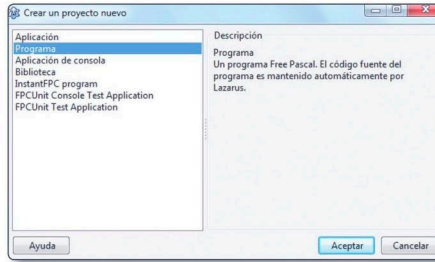 Crear un proyecto nuevo
Aplicación
Programa
Aplicación de consola
Biblioteca
InstantFPC program
FPCUnit Console Test Application
FPCUnit Test Application
Descripción
Programa
Un programa Free Pascal. El código fuente del
programa es mantenido automáticamente por
Lazarus.
Ayuda
Aceptar
Cancelar